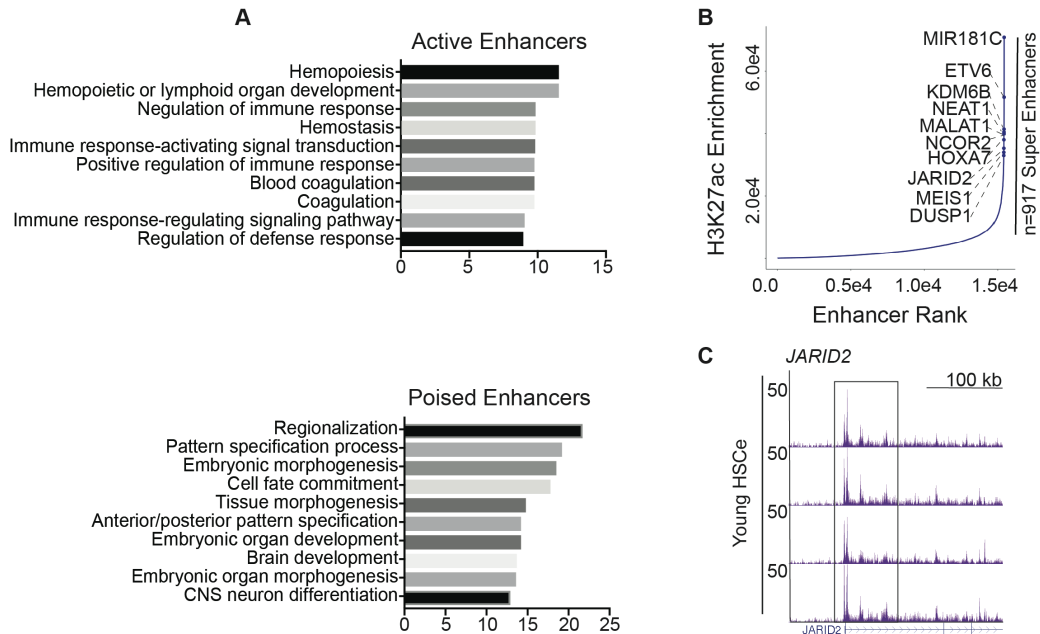 A
Active Enhancers
Hemopoiesis
Hemopoietic or lymphoid organ development
Negulation of immune response
Hemostasis
Immune response-activating signal transduction
Positive regulation of immune response
Blood coagulation
Coagulation
Immune response-regulating signaling pathway
Regulation of defense response
0 5 10 15
Poised Enhancers
Regionalization
Pattern specification process
Embryonic morphogenesis
Cell fate commitment
Tissue morphogenesis
Anterior/posterior pattern specification
Embryonic organ development
Brain development
Embryonic organ morphogenesis
CNS neuron differentiation
0 5 10 15 20 25
B
H3K27ac Enrichment
6.0e4
2.0e4
MIR181C
ETV6
KDM6B
NEAT1
MALAT1
NCOR2
HOXA7
JARID2
MEIS1
DUSP1
n=917 Super Enhacners
0.0 0.5e4 1.0e4 1.5e4
Enhancer Rank
C
JARID2
100 kb
Young HSCe
50
50
50
50
JARID2